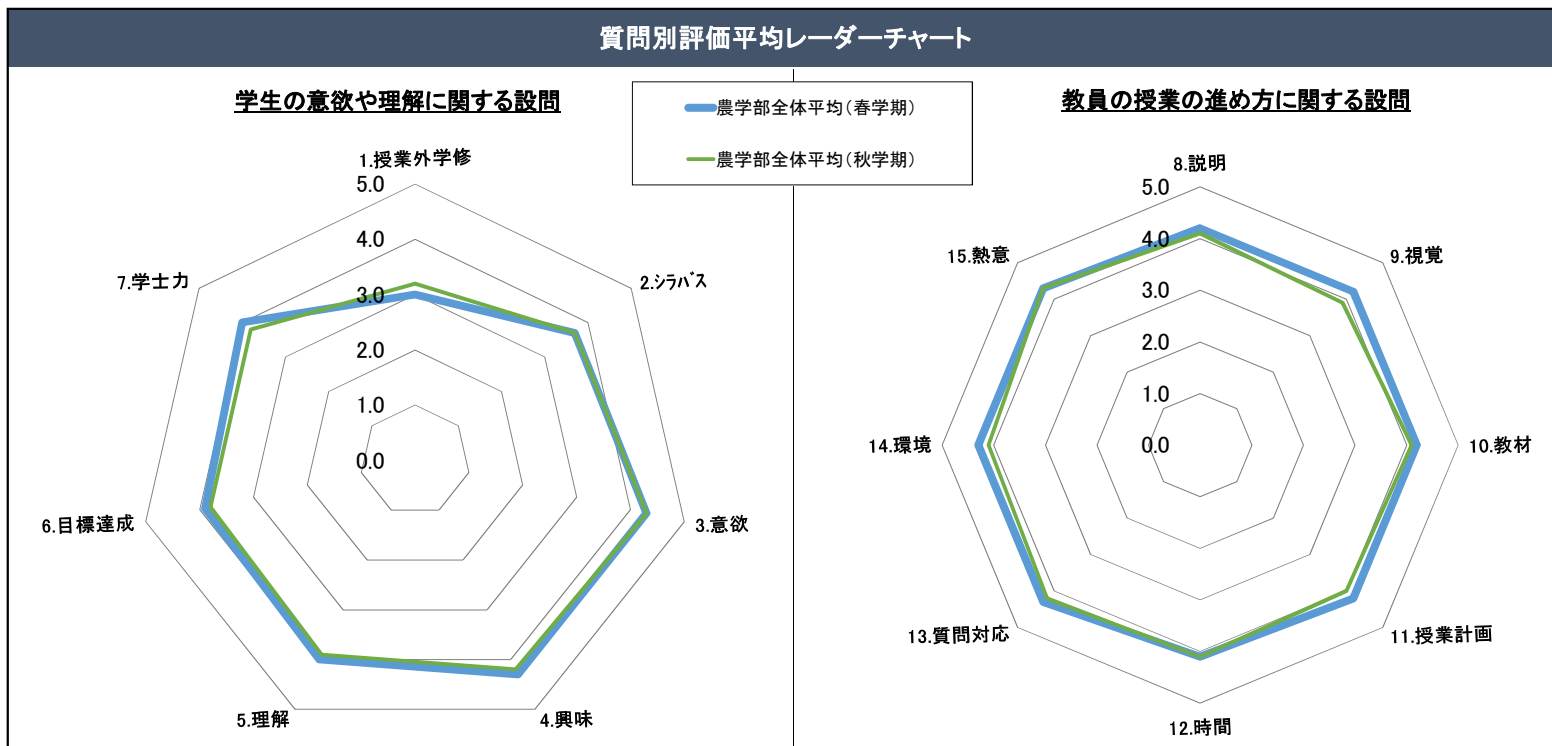 質問別評価平均レーダーチャート
学生の意欲や理解に関する設問
農学部全体平均(春学期)
農学部全体平均(秋学期)
教員の授業の進め方に関する設問
1.授業外学修
5.0
4.0
3.0
2.0
1.0
0.0
2.シラバス
3.意欲
4.興味
5.理解
6.目標達成
7.学士力
8.説明
5.0
4.0
3.0
2.0
1.0
0.0
9.視覚
10.教材
11.授業計画
12.時間
13.質問対応
14.環境
15.熱意